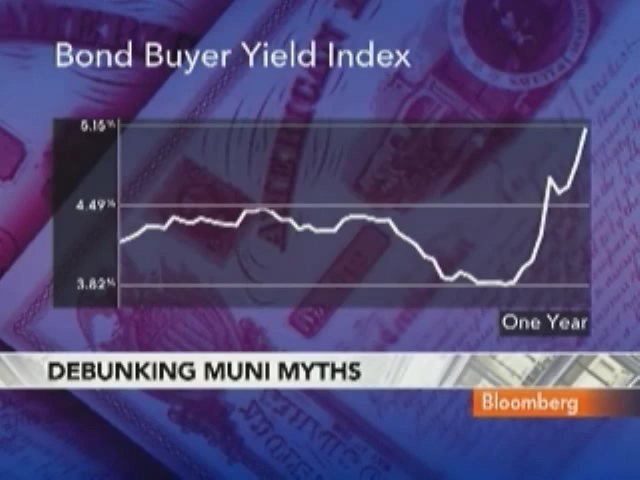 Bond Buyer Yield Index
5.15%
4.49%
3.82%
One Year
DEBUNKING MUNI MYTHS
Bloomberg